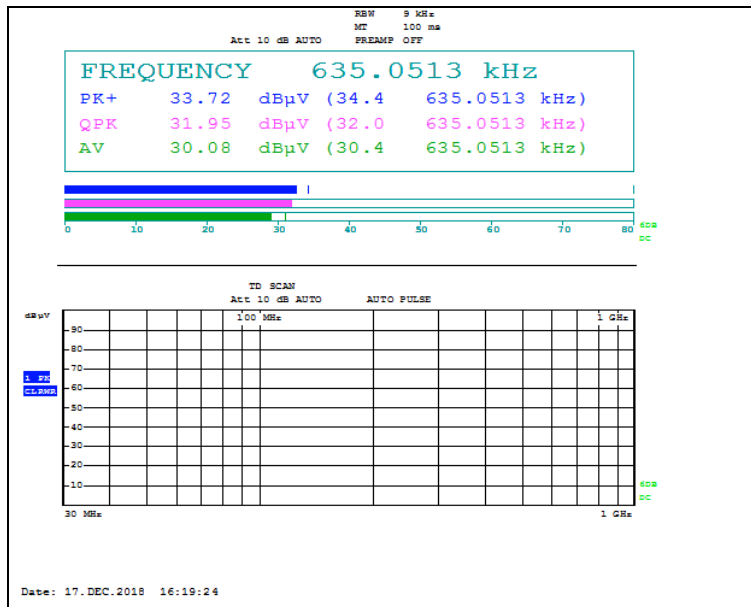 RBW 9 kHz
MT 100 ms
Att 10 dB AUTO PREAMP OFF
FREQUENCY 635.0513 kHz
PK+ 33.72 dBµV (34.4 635.0513 kHz)
QPK 31.95 dBµV (32.0 635.0513 kHz)
AV 30.08 dBµV (30.4 635.0513 kHz)
0 10 20 30 40 50 60 70 80
6DB
DC
TD SCAN
Att 10 dB AUTO AUTO PULSE
dBµV
100 MHz 1 GHz
90
80
70
1 PK
60
CLRWR
50
40
30
20
10
6DB
DC
30 MHz 1 GHz
Date: 17.DEC.2018 16:19:24